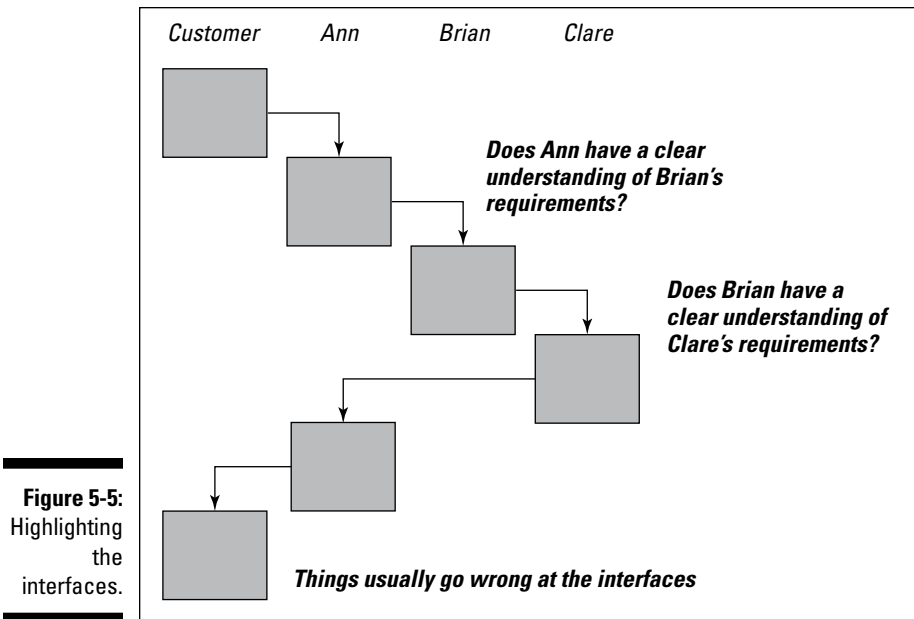 Customer Ann Brian Clare
Does Ann have a clear
understanding of Brian's
requirements?
Does Brian have a
clear understanding of
Clare's requirements?
Figure 5-5:
Highlighting
the
interfaces.
Things usually go wrong at the interfaces